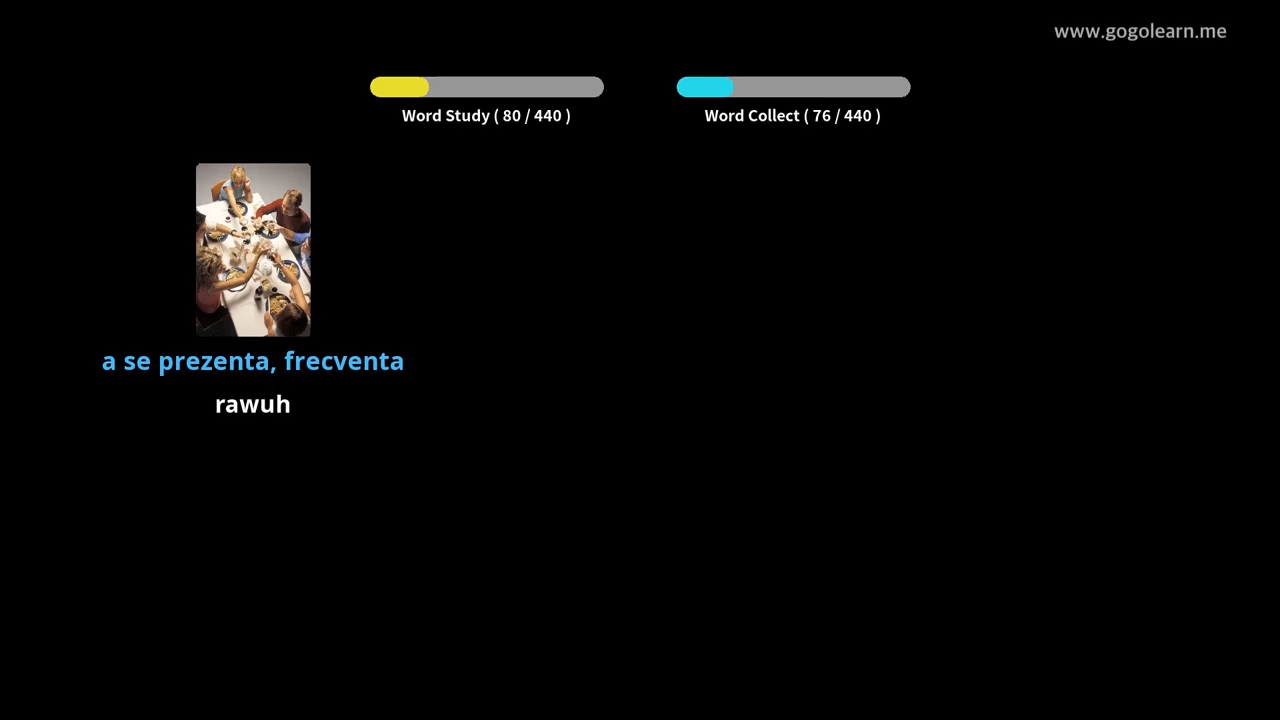 www.gogolearn.me
Word Study ( 80 / 440 )
Word Collect ( 76 / 440 )
a se prezenta, frecventa
rawuh